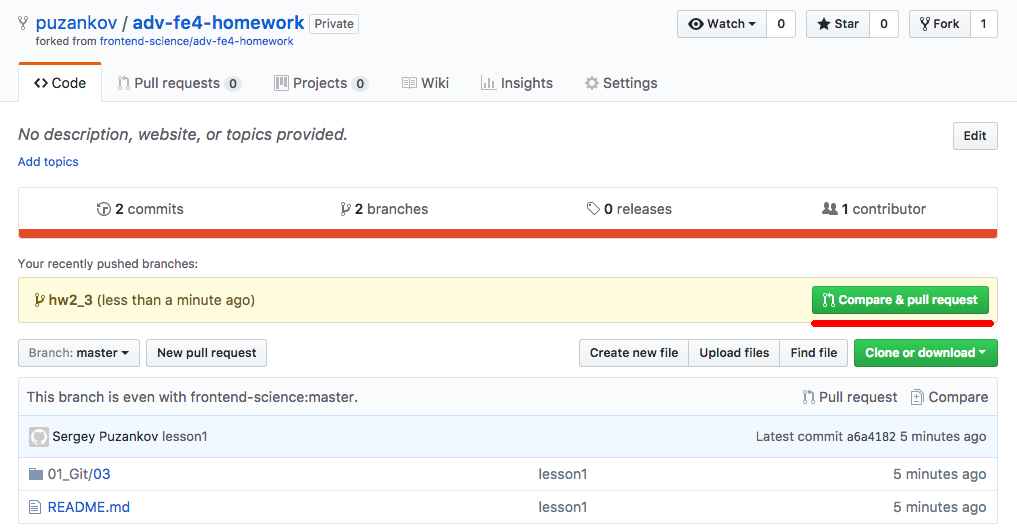 puzankov / adv-fe4-homework Private
Watch 0 Star 0 Fork 1
forked from frontend-science/adv-fe4-homework
Code Pull requests 0 Projects 0 Wiki Insights Settings
No description, website, or topics provided.
Edit
Add topics
2 commits 2 branches 0 releases 1 contributor
Your recently pushed branches:
hw2_3 (less than a minute ago) Compare & pull request
Branch: master New pull request Create new file Upload files Find file Clone or download
This branch is even with frontend-science:master. Pull request Compare
Sergey Puzankov lesson1 Latest commit a6a4182 5 minutes ago
01_Git/03 lesson1 5 minutes ago
README.md lesson1 5 minutes ago